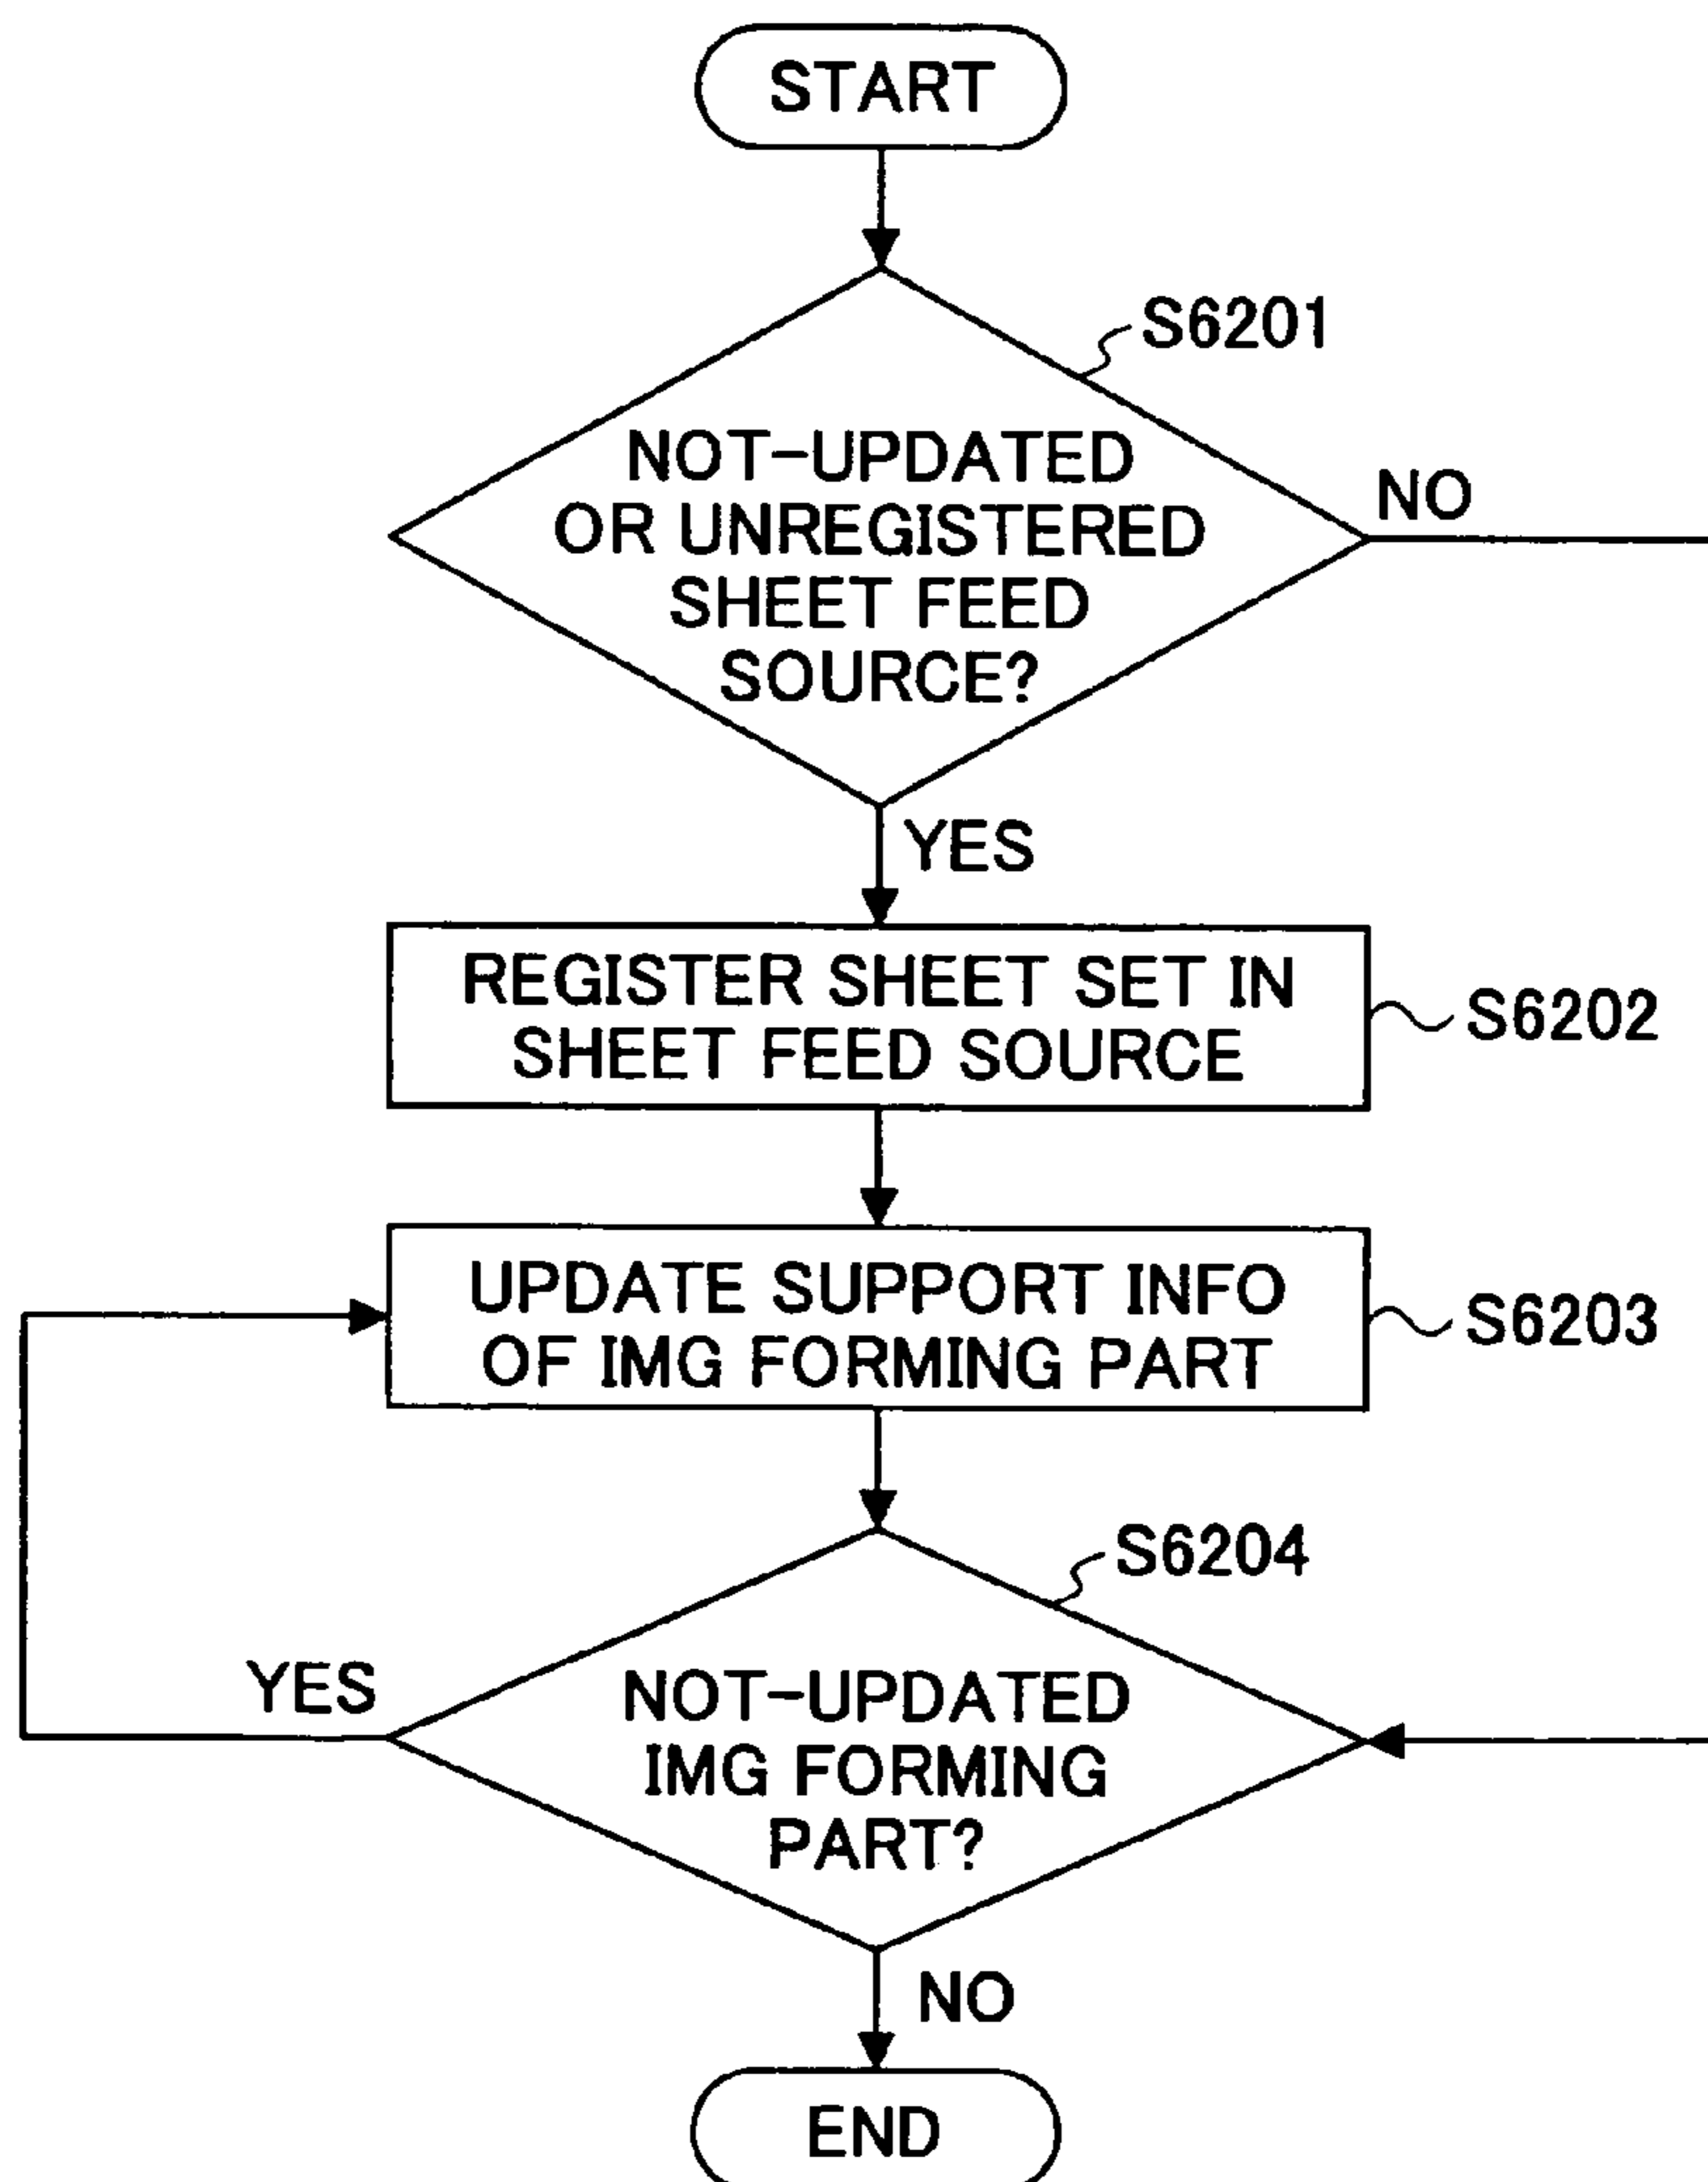 START
S6201
NOT-UPDATED
OR UNREGISTERED
SHEET FEED
SOURCE?
NO
YES
REGISTER SHEET SET IN
SHEET FEED SOURCE
S6202
UPDATE SUPPORT INFO
OF IMG FORMING PART
S6203
S6204
YES
NOT-UPDATED
IMG FORMING
PART?
NO
END